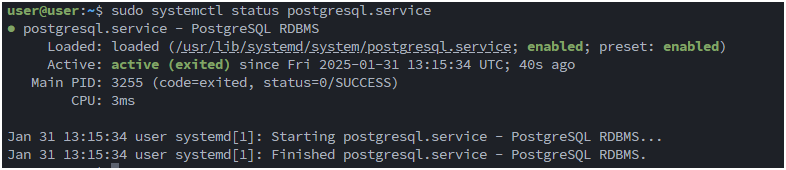 user@user:~$ sudo systemctl status postgresql.service
● postgresql.service - PostgreSQL RDBMS
     Loaded: loaded (/usr/lib/systemd/system/postgresql.service; enabled; preset: enabled)
     Active: active (exited) since Fri 2025-01-31 13:15:34 UTC; 40s ago
   Main PID: 3255 (code=exited, status=0/SUCCESS)
        CPU: 3ms

Jan 31 13:15:34 user systemd[1]: Starting postgresql.service - PostgreSQL RDBMS...
Jan 31 13:15:34 user systemd[1]: Finished postgresql.service - PostgreSQL RDBMS.